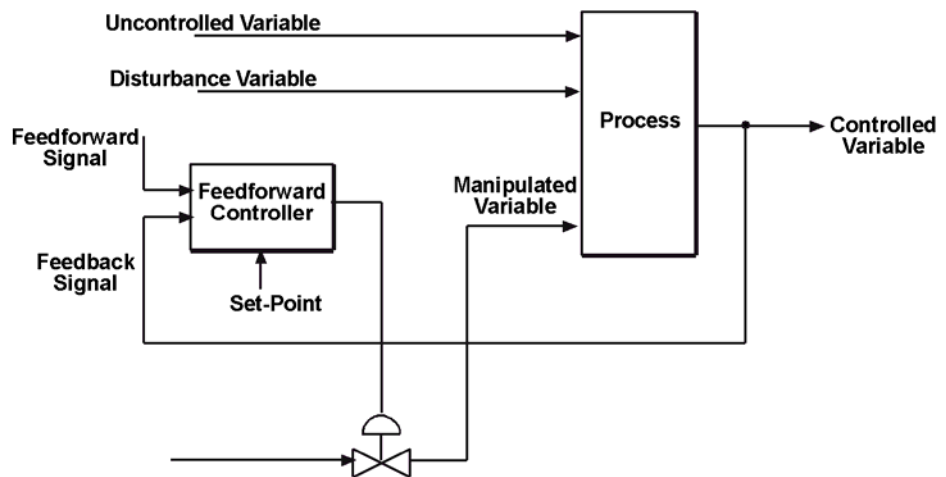 Uncontrolled Variable
Disturbance Variable
Process
Controlled
Variable
Feedforward
Signal
Feedforward
Controller
Manipulated
Variable
Feedback
Signal
Set-Point